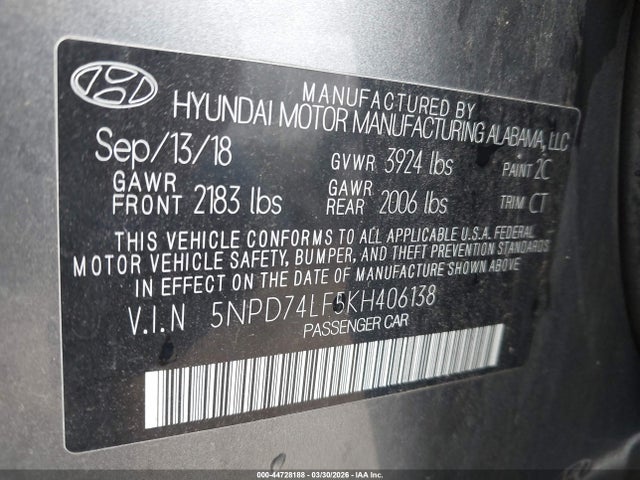 MANUFACTURED BY
HYUNDAI MOTOR MANUFACTURING ALABAMA, LLC
Sep/13/18 GVWR 3924 lbs PAINT 2C
GAWR FRONT 2183 lbs GAWR REAR 2006 lbs TRIM CT
THIS VEHICLE CONFORMS TO ALL APPLICABLE U.S.A. FEDERAL
MOTOR VEHICLE SAFETY, BUMPER, AND THEFT PREVENTION STANDARDS
IN EFFECT ON THE DATE OF MANUFACTURE SHOWN ABOVE.
V.I.N 5NPD74LF5KH406138
PASSENGER CAR
000-44728188 - 03/30/2026 - IAA Inc.